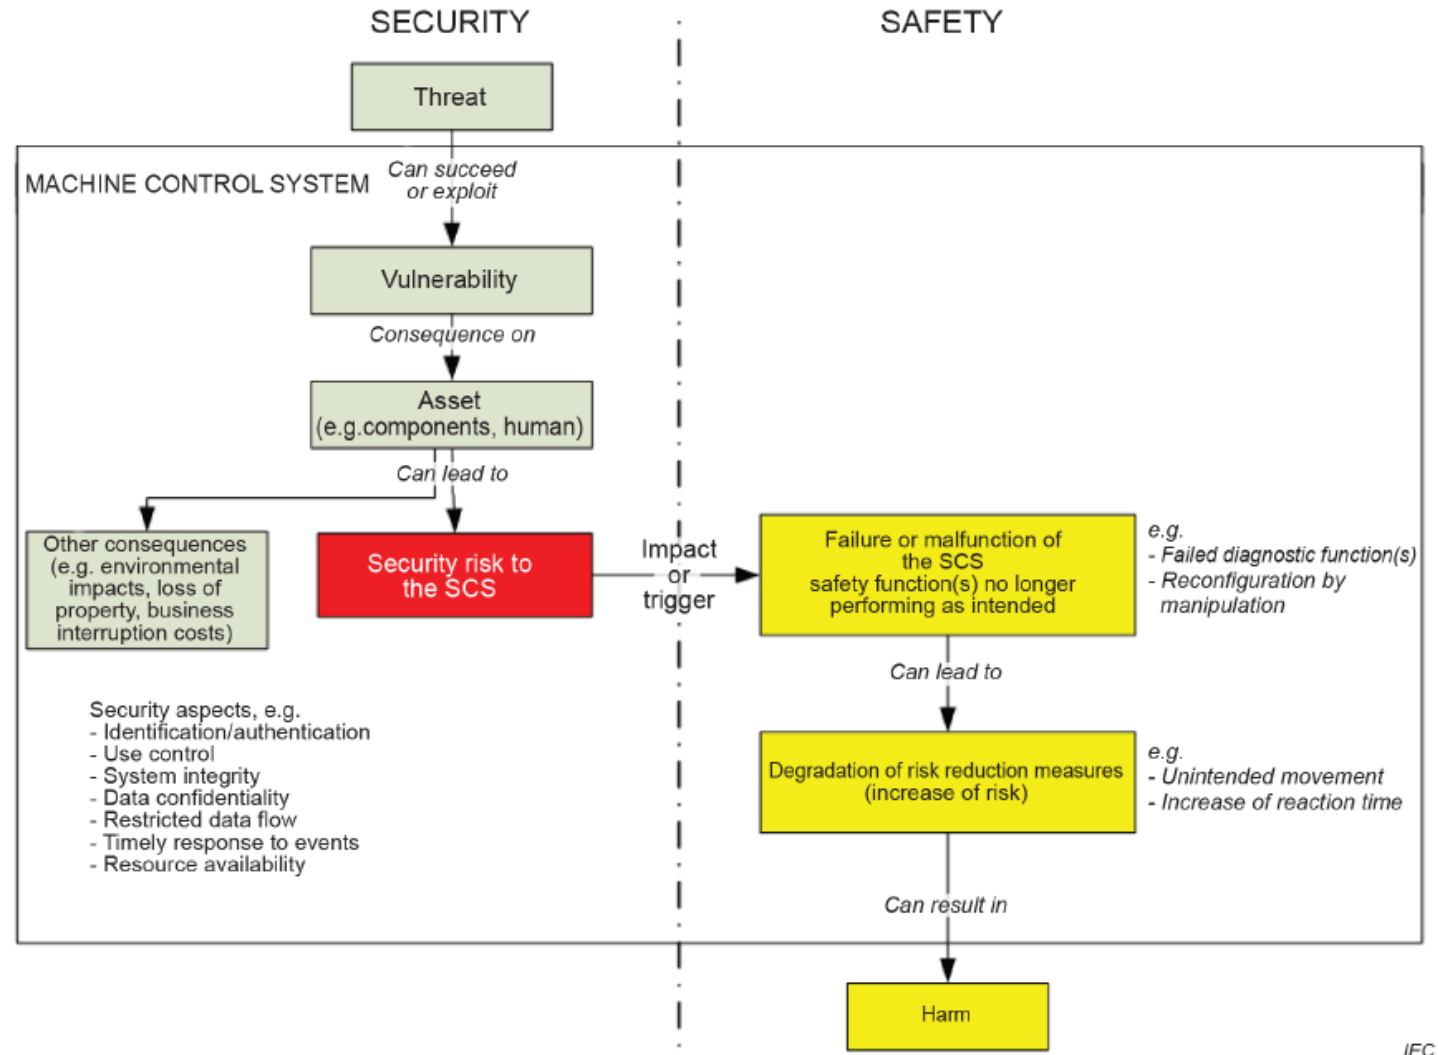 SECURITY
SAFETY
Threat
MACHINE CONTROL SYSTEM
Can succeed
or exploit
Vulnerability
Consequence on
Asset
(e.g.components, human)
Can lead to
Other consequences
(e.g. environmental
impacts, loss of
property, business
interruption costs)
Security risk to
the SCS
Impact
or
trigger
Failure or malfunction of
the SCS
safety function(s) no longer
performing as intended
e.g.
- Failed diagnostic function(s)
- Reconfiguration by
manipulation
Can lead to
Security aspects, e.g.
- Identification/authentication
- Use control
- System integrity
- Data confidentiality
- Restricted data flow
- Timely response to events
- Resource availability
Degradation of risk reduction measures
(increase of risk)
e.g.
- Unintended movement
- Increase of reaction time
Can result in
Harm
IEC